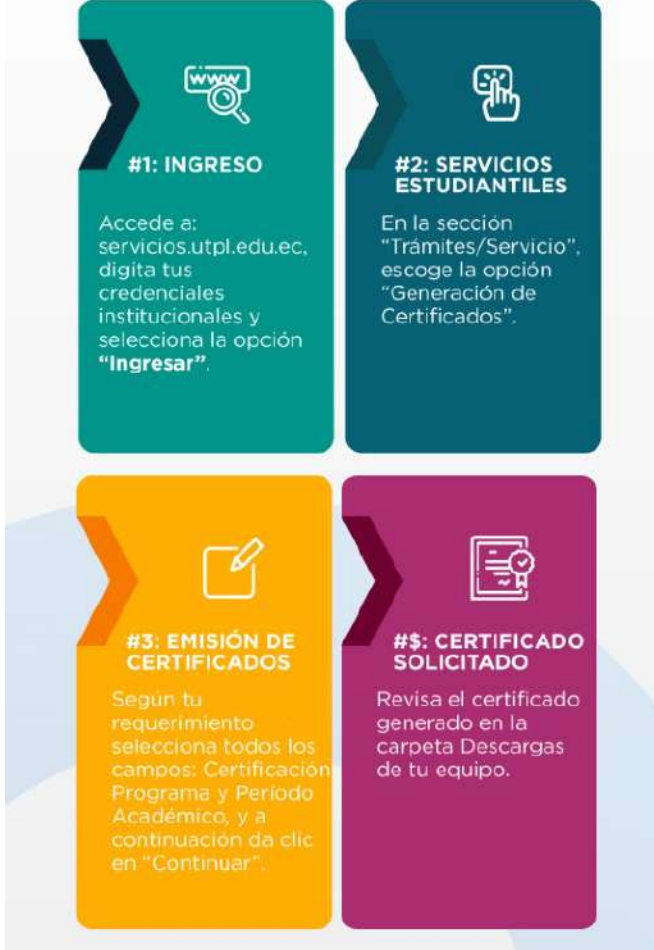 WWW
#1: INGRESO
Accede a:
servicios.utpl.edu.ec,
digita tus
credenciales
institucionales y
selecciona la opción
“Ingresar”.
#2: SERVICIOS
ESTUDIANTILES
En la sección
“Trámites/Servicio”,
escoge la opción
“Generación de
Certificados”.
#3: EMISIÓN DE
CERTIFICADOS
Según tu
requerimiento
selecciona todos los
campos: Certificación
Programa y Período
Académico, y a
continuación da clic
en “Continuar”.
#$: CERTIFICADO
SOLICITADO
Revisa el certificado
generado en la
carpeta Descargas
de tu equipo.